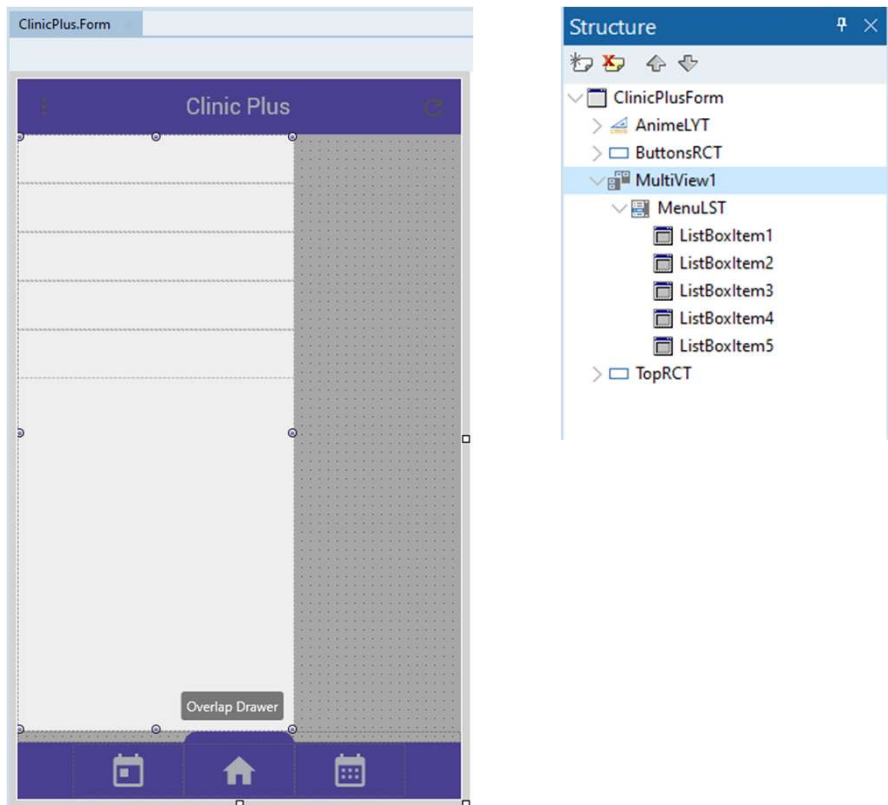 ClinicPlus.Form
Clinic Plus
Overlap Drawer
Structure
ClinicPlusForm
AnimeLYT
ButtonsRCT
MultiView1
MenuLST
ListBoxItem1
ListBoxItem2
ListBoxItem3
ListBoxItem4
ListBoxItem5
TopRCT